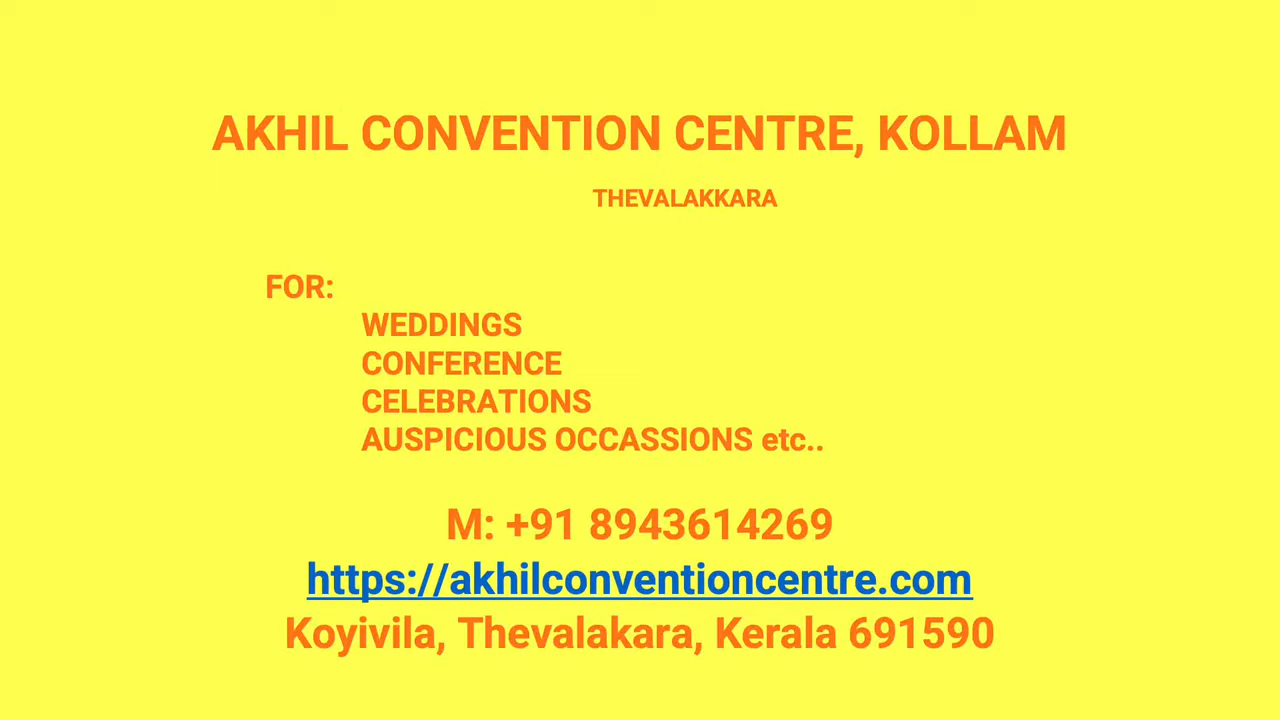 AKHIL CONVENTION CENTRE, KOLLAM
THEVALAKKARA
FOR:
WEDDINGS
CONFERENCE
CELEBRATIONS
AUSPICIOUS OCCASSIONS etc..
M: +91 8943614269
https://akhilconventioncentre.com
Koyivila, Thevalakara, Kerala 691590